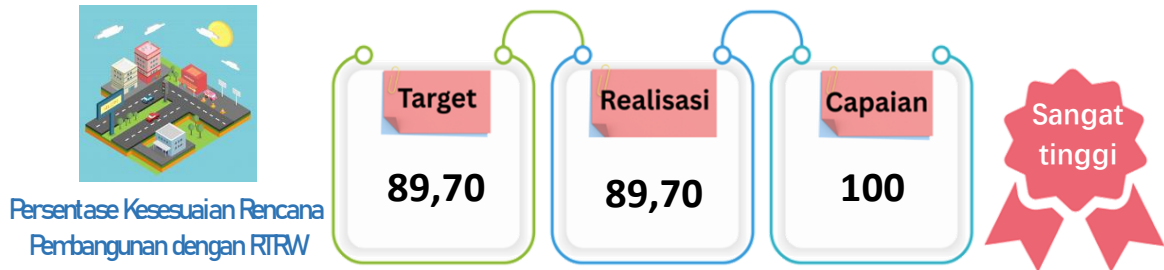 Persentase Kesesuaian Rencana
Pembangunan dengan RTRW
Target
89,70
Realisasi
89,70
Capaian
100
Sangat
tinggi